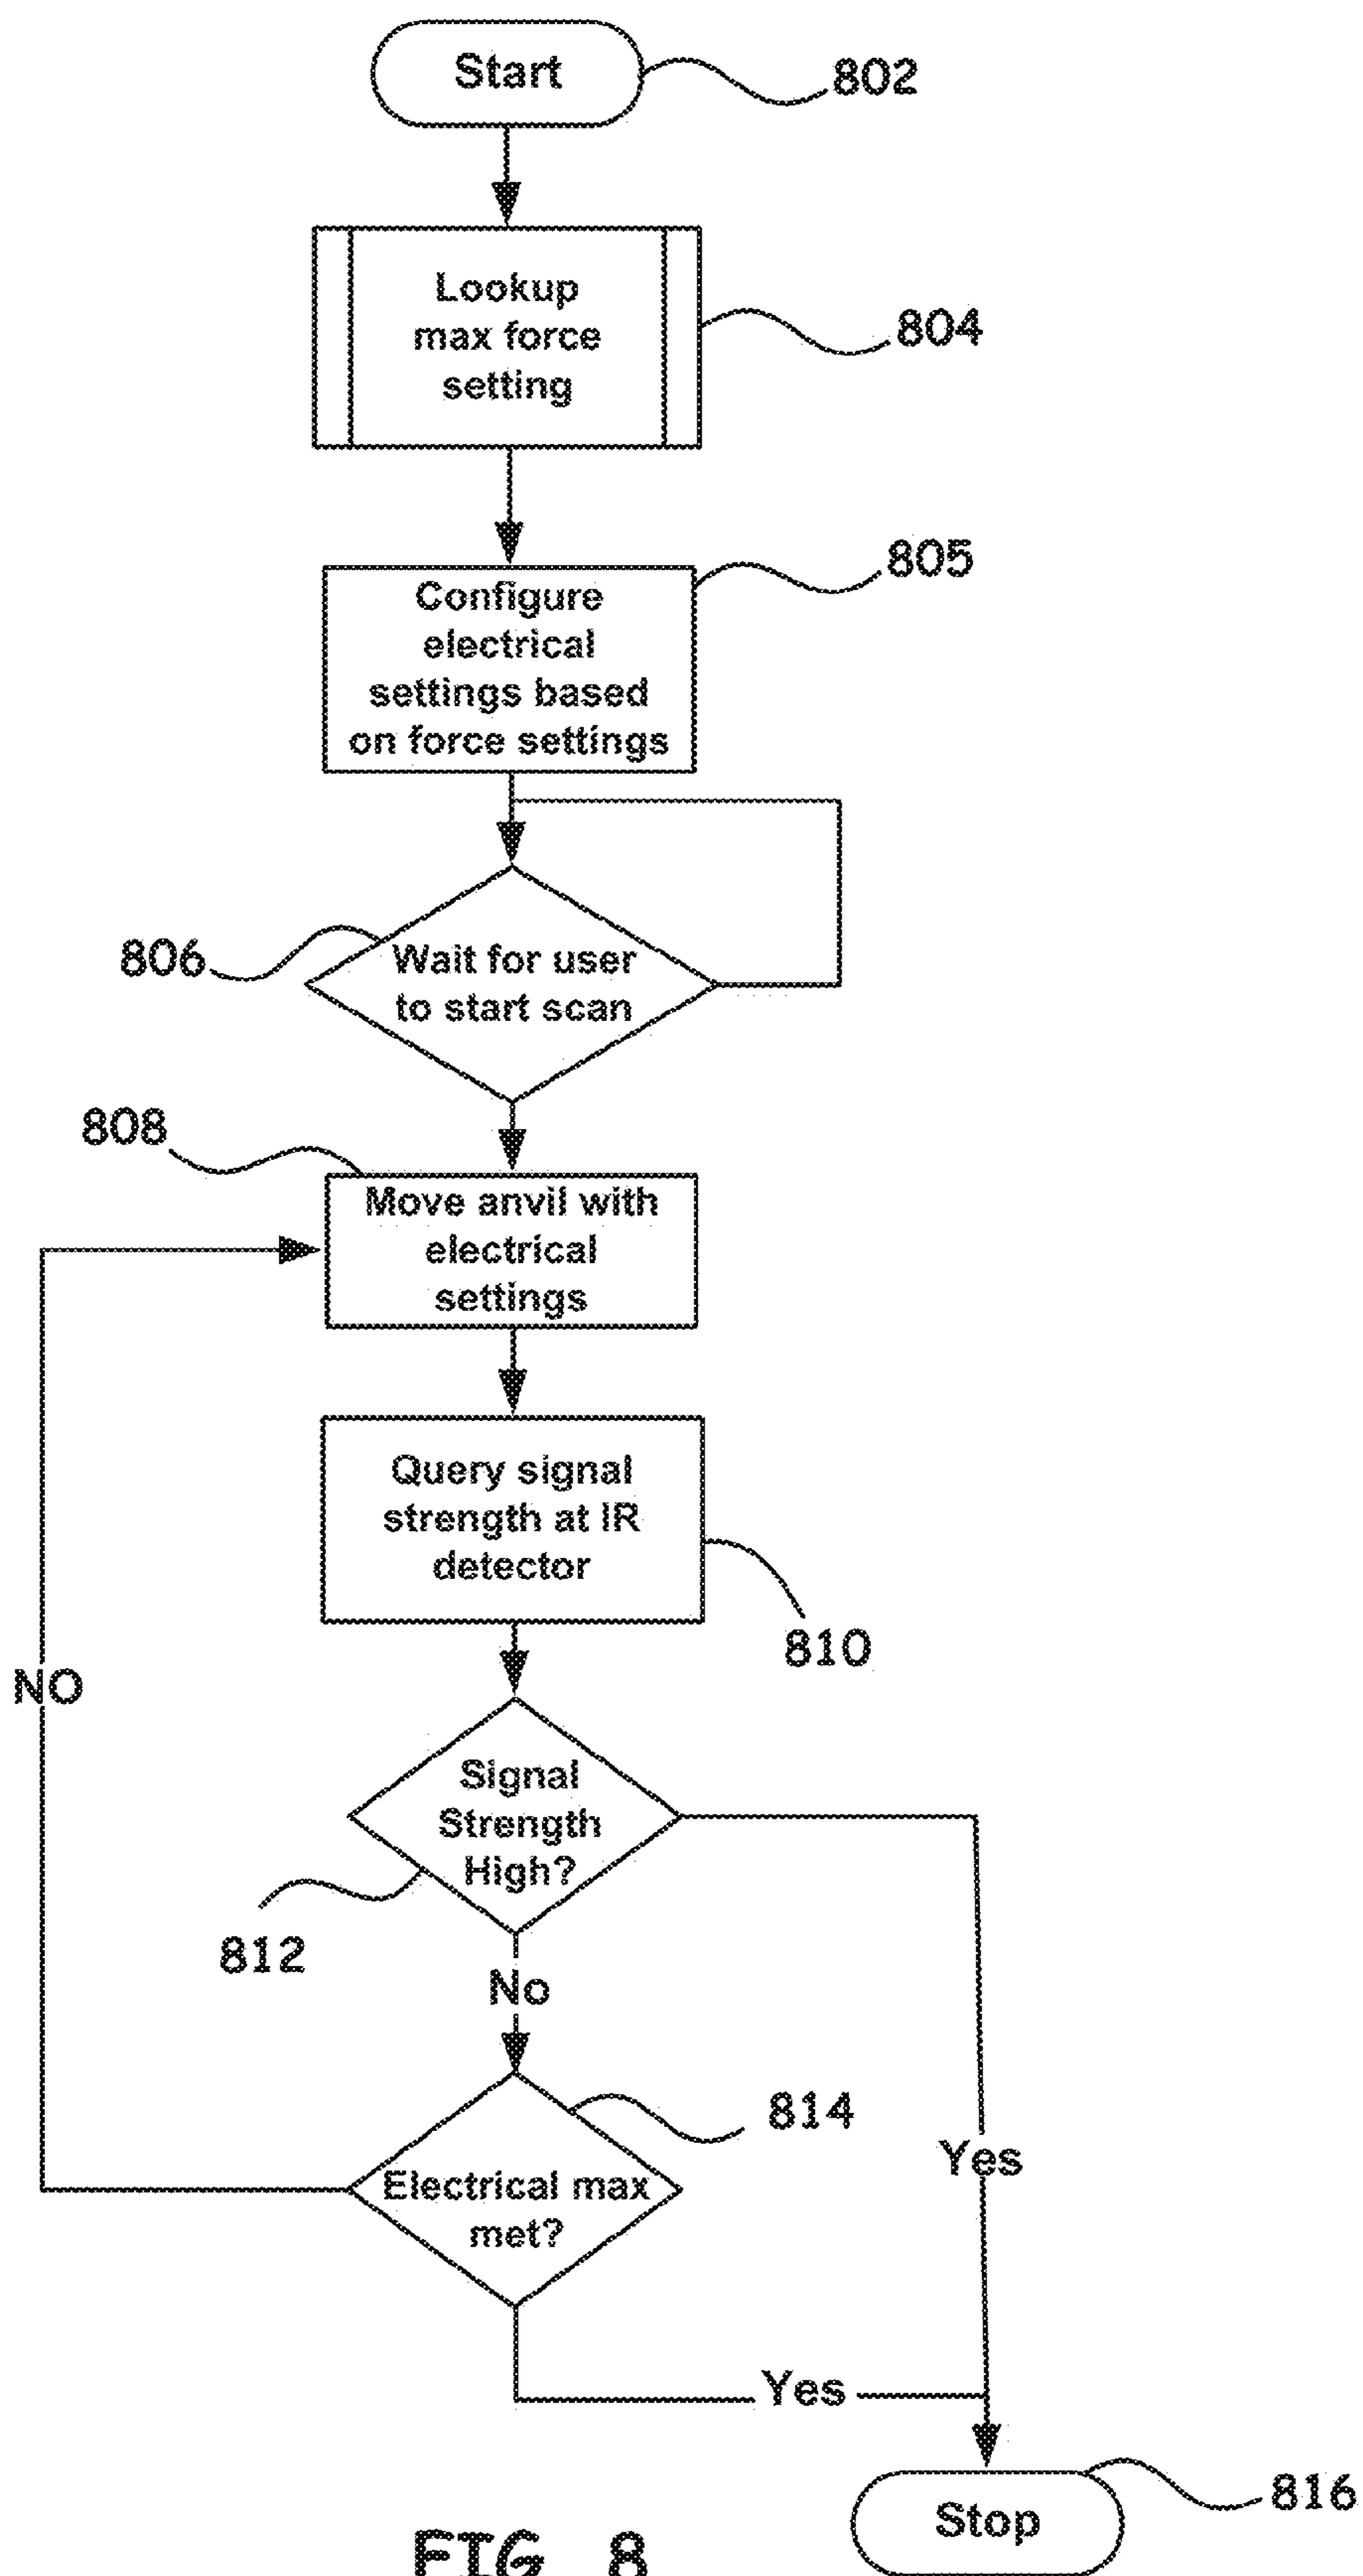 Start
802
Lookup
max force
setting
804
805
Configure
electrical
settings based
on force settings
806
Wait for user
to start scan
808
Move anvil with
electrical
settings
Query signal
strength at IR
detector
810
NO
Signal
Strength
High?
812
No
814
Yes
Electrical max
met?
Yes
816
Stop
FIG. 8